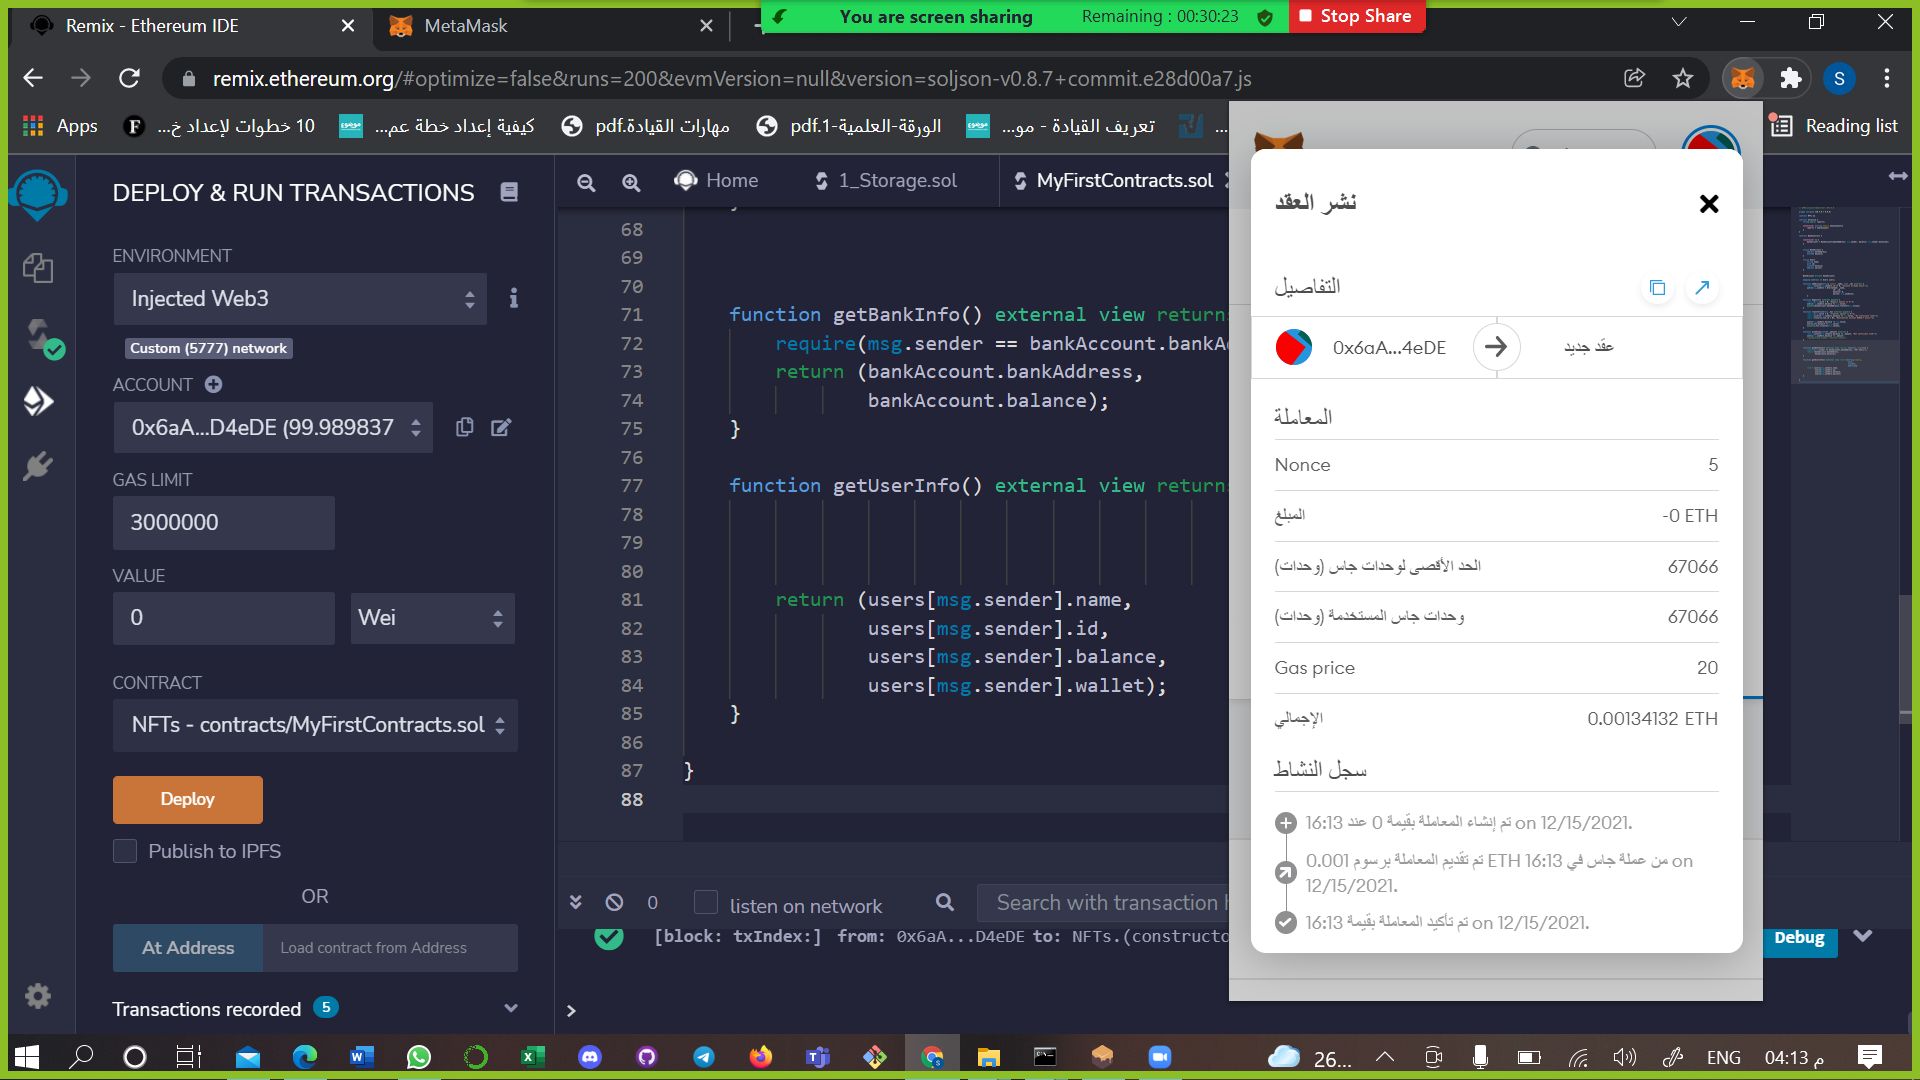 Remix - Ethereum IDE
MetaMask
You are screen sharing
Remaining : 00:30:23
Stop Share
remix.ethereum.org/#optimize=false&runs=200&evmVersion=null&version=soljson-v0.8.7+commit.e28d00a7.js
S
Apps
10 خطوات لإعداد خ...
كيفية إعداد خطة عم...
مهارات القيادة.pdf
الورقة-العلمية-1.pdf
تعريف القيادة - مو...
...
Reading list
DEPLOY & RUN TRANSACTIONS
ENVIRONMENT
Injected Web3
Custom (5777) network
ACCOUNT
0x6aA...D4eDE (99.989837
GAS LIMIT
3000000
VALUE
0
Wei
CONTRACT
NFTs - contracts/MyFirstContracts.sol
Deploy
Publish to IPFS
OR
At Address
Load contract from Address
Transactions recorded 5
Home
1_Storage.sol
MyFirstContracts.sol
68
69
70
71 function getBankInfo() external view returns
72 require(msg.sender == bankAccount.bankA
73 return (bankAccount.bankAddress,
74 bankAccount.balance);
75 }
76
77 function getUserInfo() external view returns
78
79
80
81 return (users[msg.sender].name,
82 users[msg.sender].id,
83 users[msg.sender].balance,
84 users[msg.sender].wallet);
85 }
86
87 }
88
0
listen on network
Search with transaction
[block: txIndex:] from: 0x6aA...D4eDE to: NFTs.(constructo
Debug
>
نشر العقد
التفاصيل
0x6aA...4eDE
عقد جديد
المعاملة
Nonce 5
المبلغ -0 ETH
الحد الأقصى لوحدات جاس (وحدات) 67066
وحدات جاس المستخدمة (وحدات) 67066
Gas price 20
الإجمالي 0.00134132 ETH
سجل النشاط
تم إنشاء المعاملة بقيمة 0 عند 16:13 on 12/15/2021.
تم تقديم المعاملة برسوم 0.001 ETH من عملة جاس في 16:13 on
12/15/2021.
تم تأكيد المعاملة بقيمة 16:13 on 12/15/2021.
26...
ENG
04:13 م